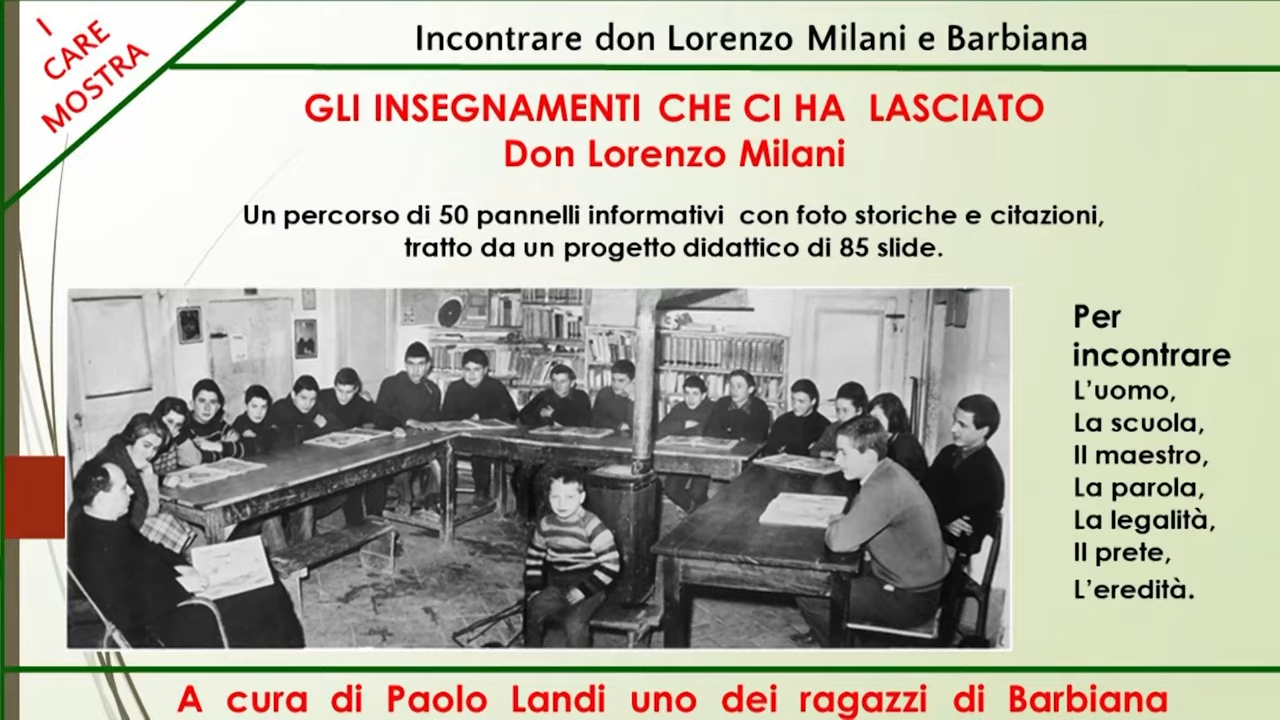 I
CARE
MOSTRA
Incontrare don Lorenzo Milani e Barbiana
GLI INSEGNAMENTI CHE CI HA LASCIATO
Don Lorenzo Milani
Un percorso di 50 pannelli informativi con foto storiche e citazioni,
tratto da un progetto didattico di 85 slide.
Per
incontrare
L'uomo,
La scuola,
Il maestro,
La parola,
La legalità,
Il prete,
L'eredità.
A cura di Paolo Landi uno dei ragazzi di Barbiana